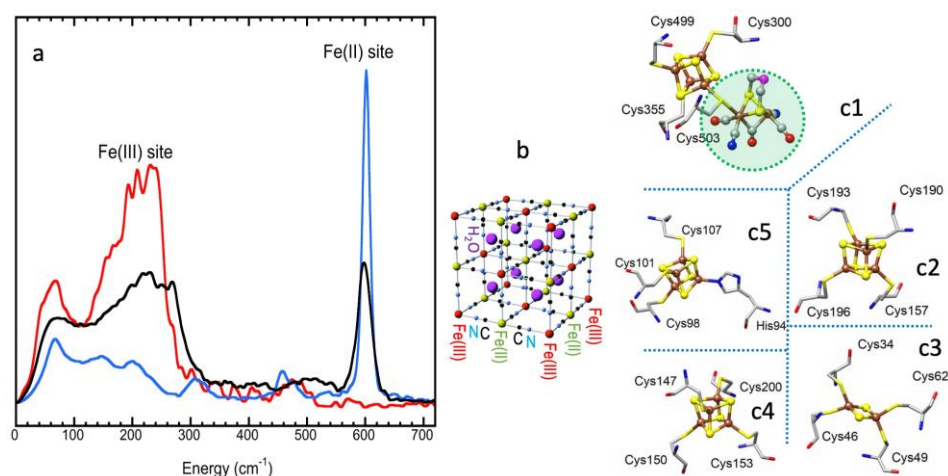 a
Fe(II) site
Fe(III) site
0 100 200 300 400 500 600 700
Energy (cm⁻¹)
b
H₂O
Fe(III)
N
C
Fe(II)
C
N
Fe(III)
Fe(II)
Fe(III)
Cys499
Cys300
Cys355
Cys503
c1
Cys193
Cys190
c2
Cys196
Cys157
Cys107
c5
Cys101
Cys98
His94
c3
Cys34
Cys62
Cys46
Cys49
Cys147
Cys200
c4
Cys150
Cys153